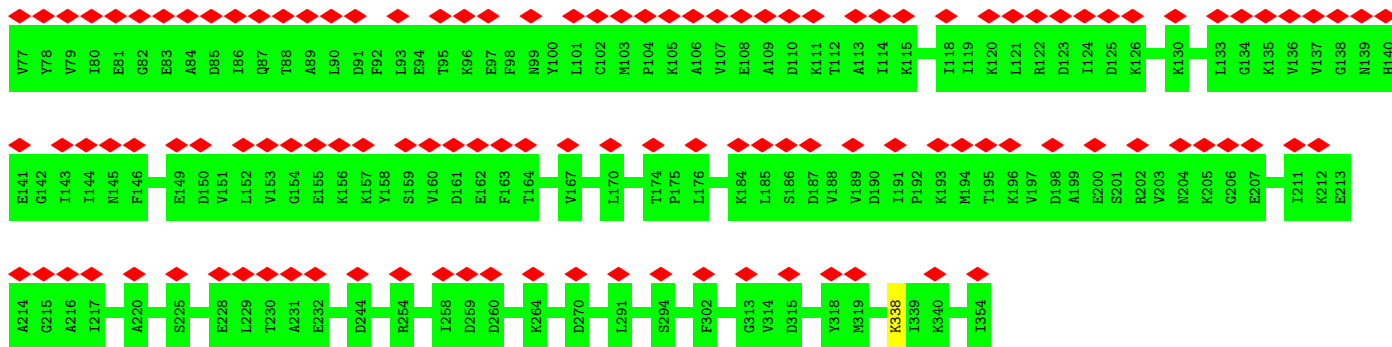 V77 Y78 V79 I80 E81 G82 E83 A84 D85 I86 Q87 T88 A89 L90 D91 F92 L93 E94 T95 K96 E97 F98 N99 Y100 L101 C102 M103 P104 K105 A106 V107 E108 A109 D110 K111 T112 A113 I114 K115 I118 I119 K120 L121 R122 D123 I124 D125 K126 K130 L133 G134 K135 V136 V137 G138 N139 H140
E141 G142 I143 I144 N145 F146 E149 D150 V151 L152 V153 G154 E155 K156 K157 Y158 S159 V160 D161 E162 F163 T164 V167 L170 T174 P175 L176 K184 L185 S186 D187 V188 V189 D190 I191 P192 K193 M194 T195 K196 V197 D198 A199 E200 S201 R202 V203 N204 K205 G206 E207 I211 K212 E213
A214 G215 A216 I217 A220 S225 E228 L229 T230 A231 E232 D244 R254 I258 D259 D260 K264 D270 L291 S294 F302 G313 V314 D315 Y318 M319 K338 I339 K340 I354